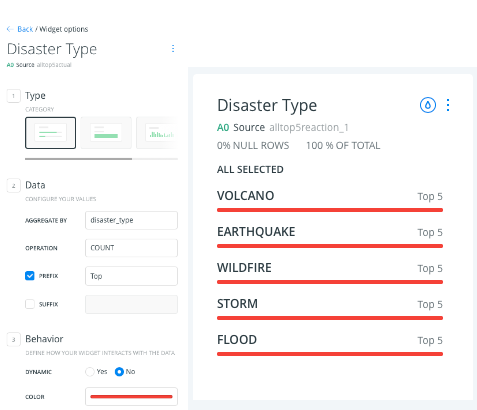 ← Back / Widget options
Disaster Type
A0 Source alltop5reaction_1
1 Type
CATEGORY
2 Data
CONFIGURE YOUR VALUES
AGGREGATE BY disaster_type
OPERATION COUNT
PREFIX Top
SUFFIX
3 Behavior
DEFINE HOW YOUR WIDGET INTERACTS WITH THE DATA
DYNAMIC Yes No
COLOR
Disaster Type
A0 Source alltop5reaction_1
0% NULL ROWS 100 % OF TOTAL
ALL SELECTED
VOLCANO Top 5
EARTHQUAKE Top 5
WILDFIRE Top 5
STORM Top 5
FLOOD Top 5